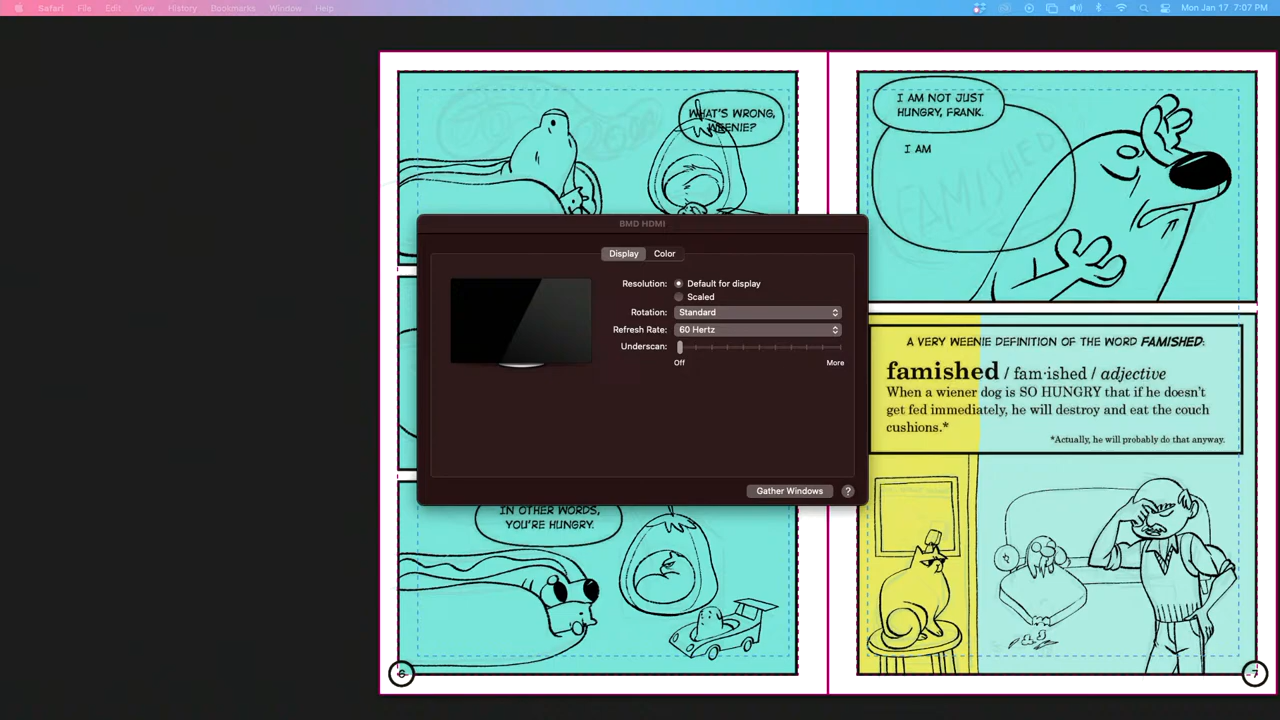 Safari File Edit View History Bookmarks Window Help Mon Jan 17 7:07 PM
WHAT'S WRONG,
WEENIE?
I AM NOT JUST
HUNGRY, FRANK.
I AM
FAMISHED
BMD HDMI
Display Color
Resolution: Default for display
Scaled
Rotation: Standard
Refresh Rate: 60 Hertz
Underscan:
Off More
Gather Windows ?
A VERY WEENIE DEFINITION OF THE WORD FAMISHED:
famished / fam·ished / adjective
When a wiener dog is SO HUNGRY that if he doesn't
get fed immediately, he will destroy and eat the couch
cushions.*
*Actually, he will probably do that anyway.
IN OTHER WORDS,
YOU'RE HUNGRY.
6
7